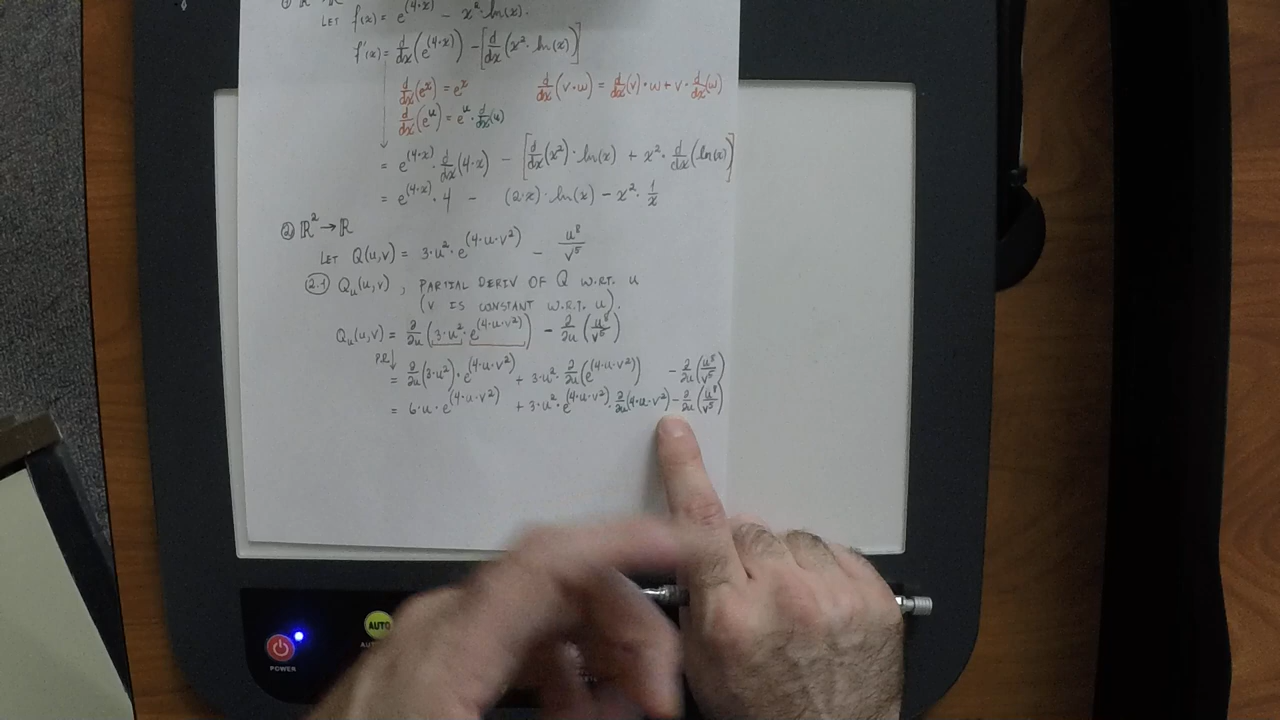 ① ℝ → ℝ
LET f(x) = e^(4·x) − x²·ln(x).
f'(x) = d/dx(e^(4·x)) − [d/dx(x²·ln(x))]
d/dx(e^x) = e^x d/dx(v·w) = d/dx(v)·w + v·d/dx(w)
d/dx(e^u) = e^u·d/dx(u)
= e^(4·x)·d/dx(4·x) − [d/dx(x²)·ln(x) + x²·d/dx(ln(x))]
= e^(4·x)·4 − (2·x)·ln(x) − x²·1/x
② ℝ² → ℝ
LET Q(u,v) = 3·u²·e^(4·u·v²) − u⁸/v⁵
2.1 Q_u(u,v), PARTIAL DERIV OF Q W.R.T. u
(v IS CONSTANT W.R.T. u).
Q_u(u,v) = ∂/∂u(3·u²·e^(4·u·v²)) − ∂/∂u(u⁸/v⁵)
PR
= ∂/∂u(3·u²)·e^(4·u·v²) + 3·u²·∂/∂u(e^(4·u·v²)) − ∂/∂u(u⁸/v⁵)
= 6·u·e^(4·u·v²) + 3·u²·e^(4·u·v²)·∂/∂u(4·u·v²) − ∂/∂u(u⁸/v⁵)
AUTO
POWER